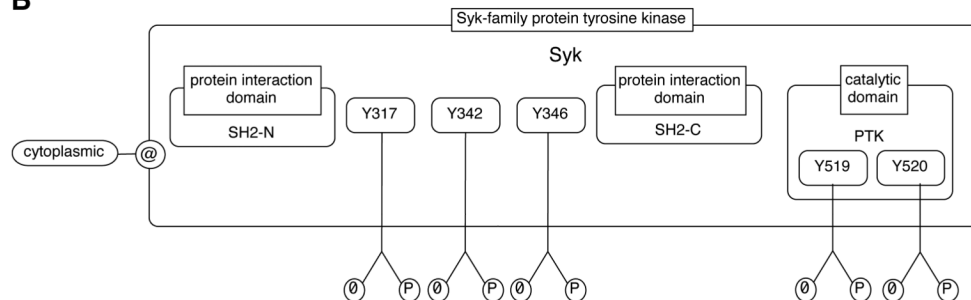 B
Syk-family protein tyrosine kinase
Syk
protein interaction
domain
SH2-N
Y317
Y342
Y346
protein interaction
domain
SH2-C
catalytic
domain
PTK
Y519
Y520
cytoplasmic
@
0
P
0
P
0
P
0
P
0
P